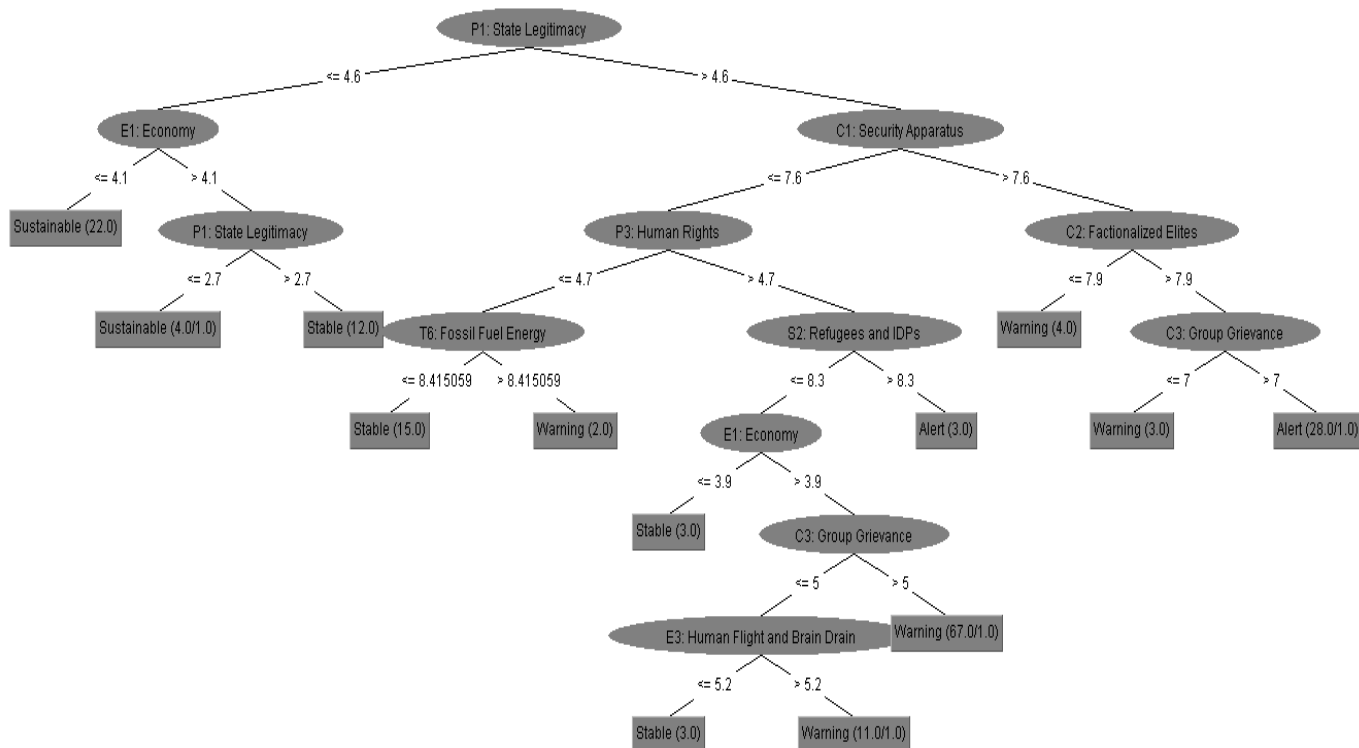 P1: State Legitimacy
<= 4.6
> 4.6
E1: Economy
C1: Security Apparatus
<= 4.1
> 4.1
<= 7.6
> 7.6
Sustainable (22.0)
P1: State Legitimacy
P3: Human Rights
C2: Factionalized Elites
<= 2.7
> 2.7
<= 4.7
> 4.7
<= 7.9
> 7.9
Sustainable (4.0/1.0)
Stable (12.0)
T6: Fossil Fuel Energy
S2: Refugees and IDPs
Warning (4.0)
C3: Group Grievance
<= 8.415059
> 8.415059
<= 8.3
> 8.3
<= 7
> 7
Stable (15.0)
Warning (2.0)
E1: Economy
Alert (3.0)
Warning (3.0)
Alert (28.0/1.0)
<= 3.9
> 3.9
Stable (3.0)
C3: Group Grievance
<= 5
> 5
E3: Human Flight and Brain Drain
Warning (67.0/1.0)
<= 5.2
> 5.2
Stable (3.0)
Warning (11.0/1.0)